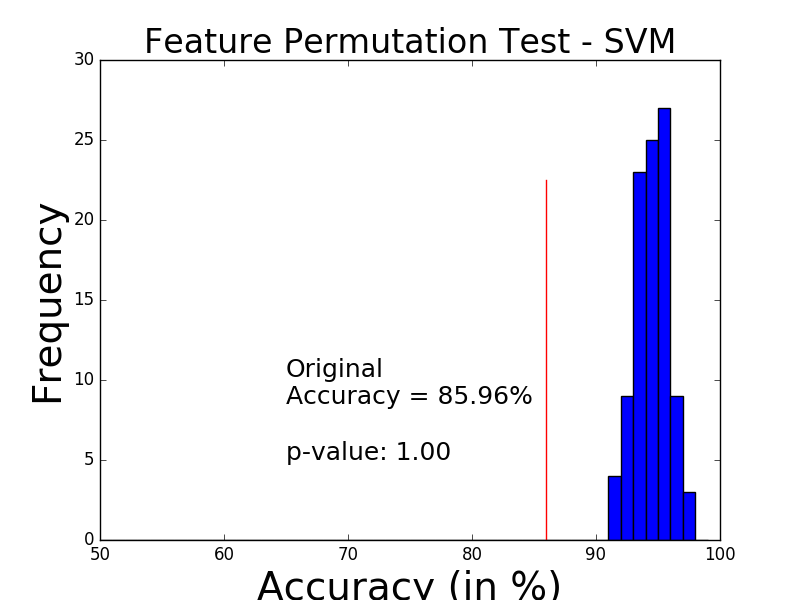 Feature Permutation Test - SVM
30
25
20
15
10
5
0
Frequency
Original
Accuracy = 85.96%
p-value: 1.00
50 60 70 80 90 100
Accuracy (in %)